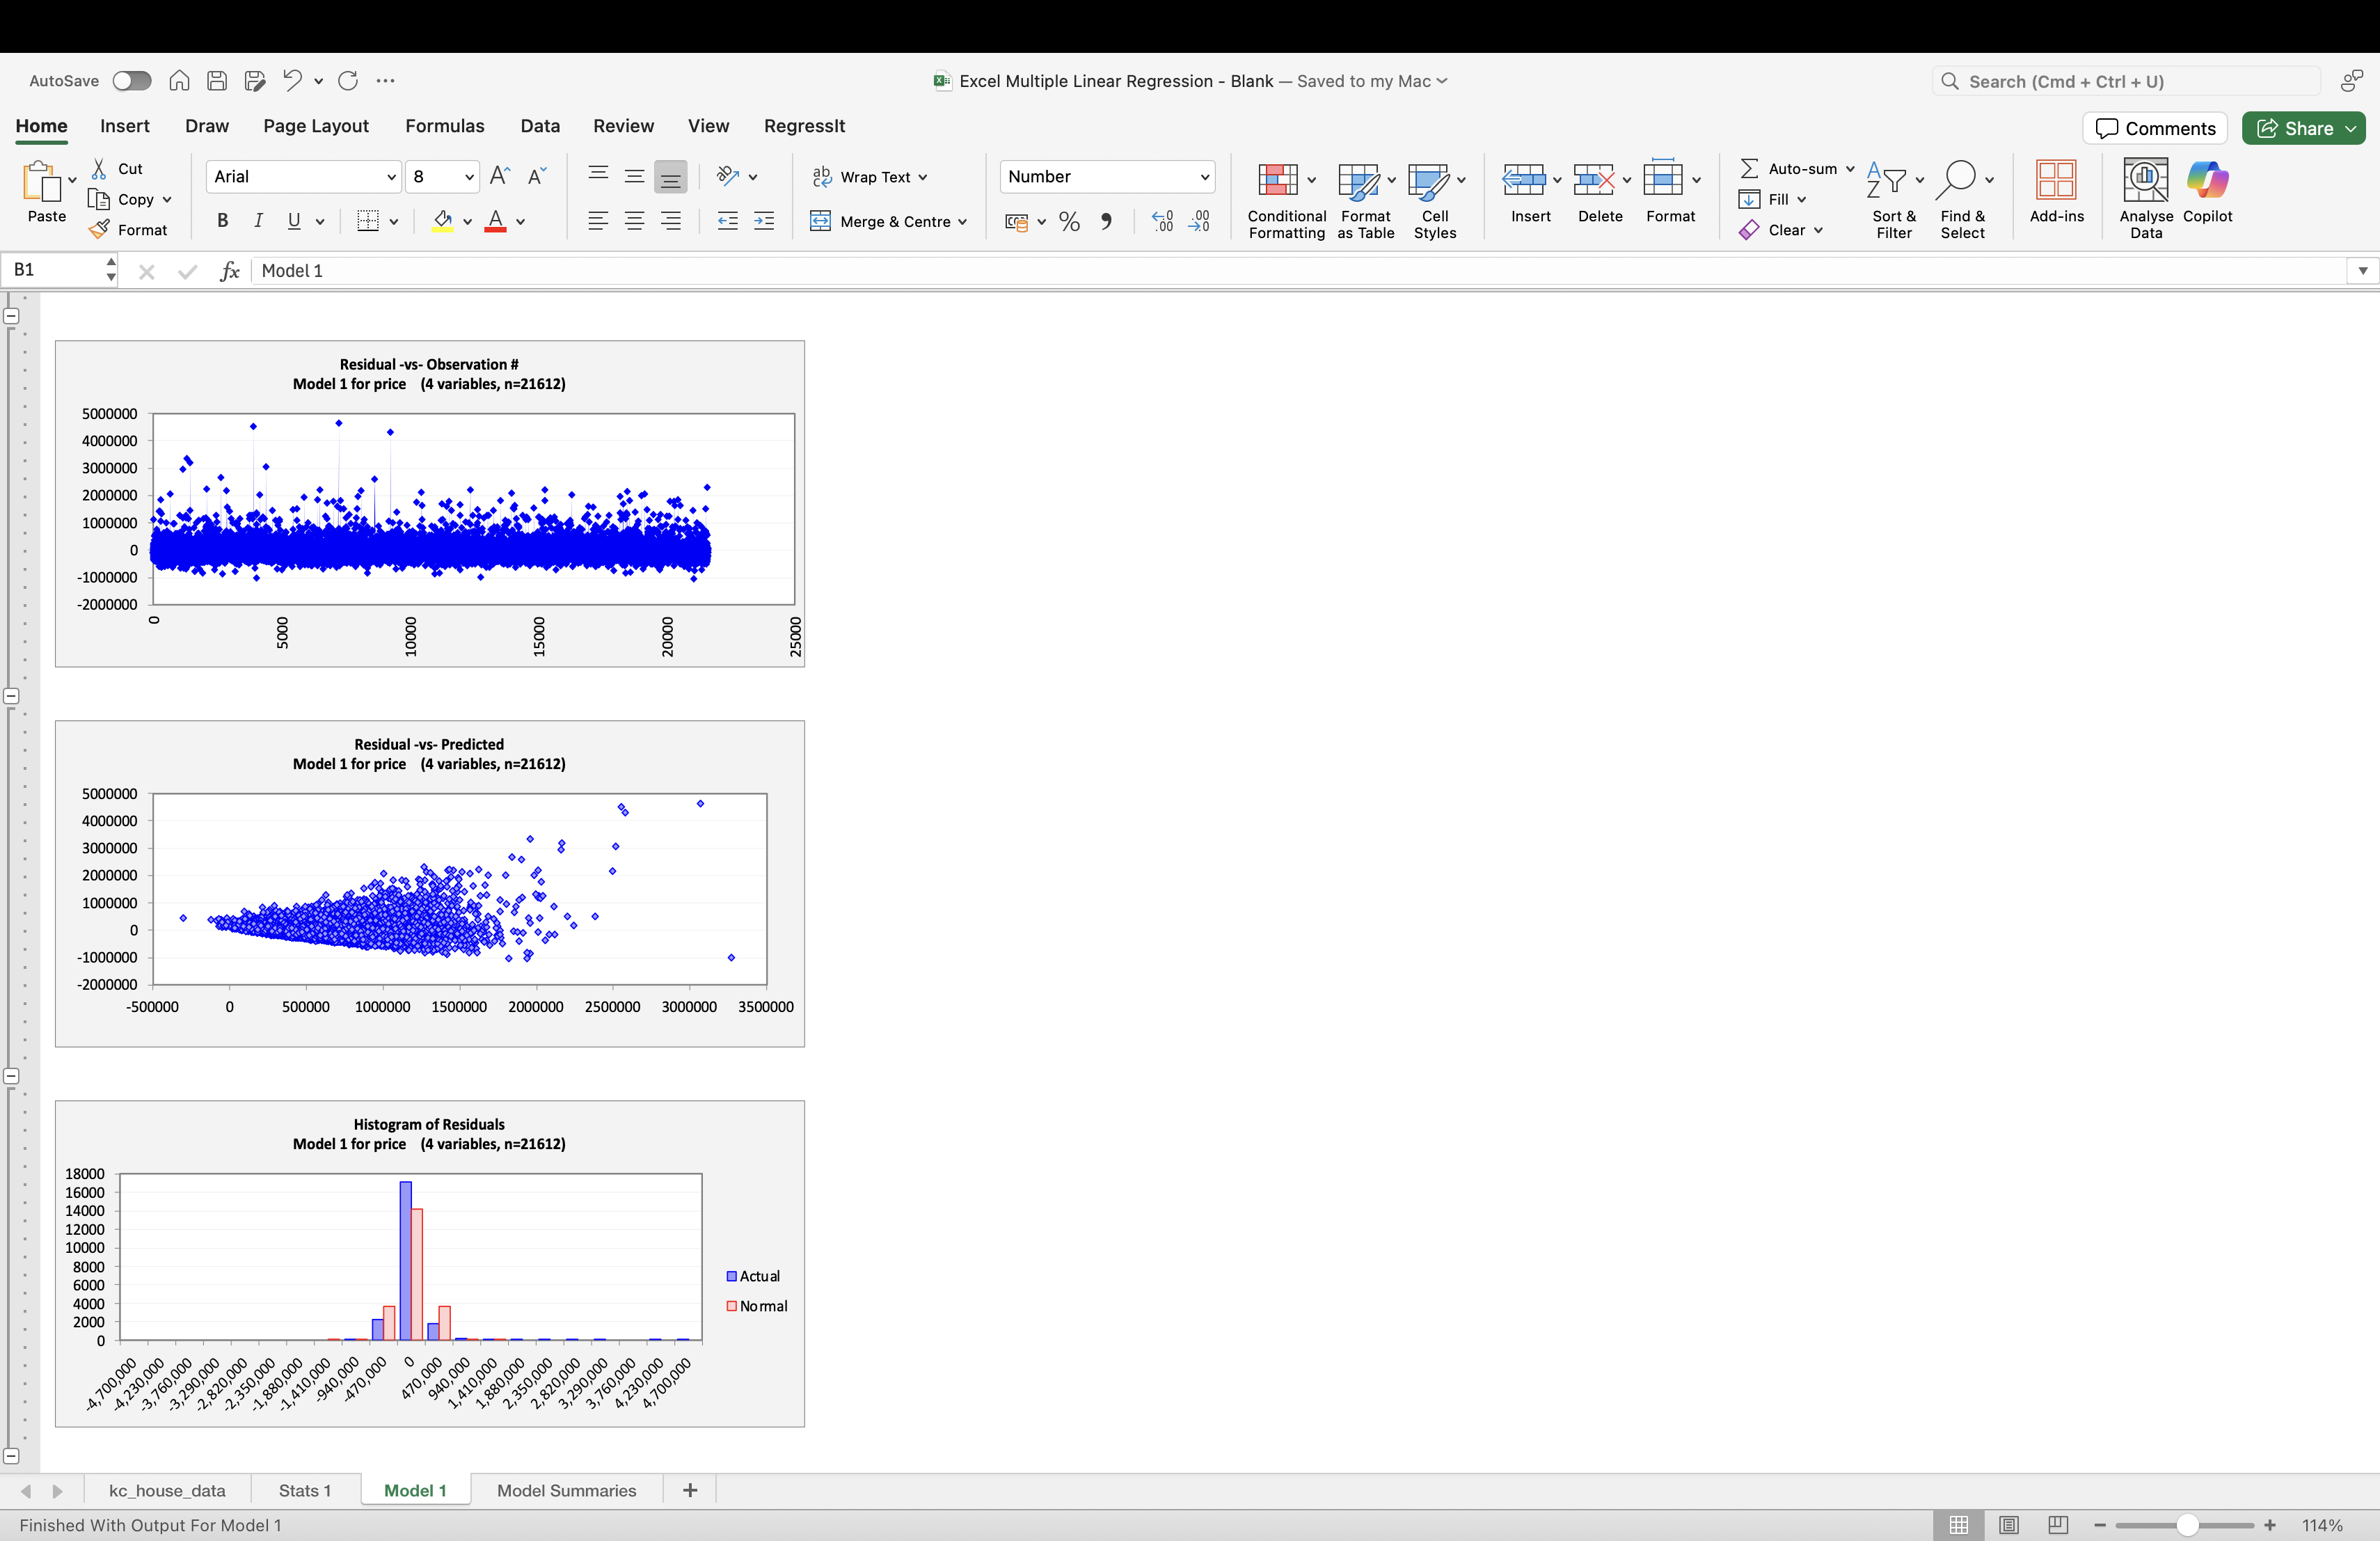 AutoSave
Excel Multiple Linear Regression - Blank — Saved to my Mac
Search (Cmd + Ctrl + U)
Home Insert Draw Page Layout Formulas Data Review View RegressIt
Comments Share
Paste
Cut
Copy
Format
Arial 8
B I U
Wrap Text
Merge & Centre
Number
Conditional Formatting
Format as Table
Cell Styles
Insert
Delete
Format
Auto-sum
Fill
Clear
Sort & Filter
Find & Select
Add-ins
Analyse Data
Copilot
B1 fx Model 1
Residual -vs- Observation #
Model 1 for price (4 variables, n=21612)
5000000
4000000
3000000
2000000
1000000
0
-1000000
-2000000
0 5000 10000 15000 20000 25000
Residual -vs- Predicted
Model 1 for price (4 variables, n=21612)
5000000
4000000
3000000
2000000
1000000
0
-1000000
-2000000
-500000 0 500000 1000000 1500000 2000000 2500000 3000000 3500000
Histogram of Residuals
Model 1 for price (4 variables, n=21612)
18000
16000
14000
12000
10000
8000
6000
4000
2000
0
Actual
Normal
-4,700,000 -4,230,000 -3,760,000 -3,290,000 -2,820,000 -2,350,000 -1,880,000 -1,410,000 -940,000 -470,000 0 470,000 940,000 1,410,000 1,880,000 2,350,000 2,820,000 3,290,000 3,760,000 4,230,000 4,700,000
kc_house_data Stats 1 Model 1 Model Summaries +
Finished With Output For Model 1
114%